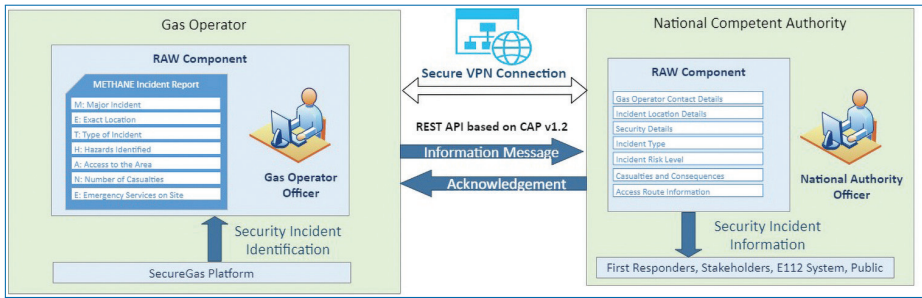 Gas Operator
RAW Component
METHANE Incident Report
M: Major Incident
E: Exact Location
T: Type of Incident
H: Hazards Identified
A: Access to the Area
N: Number of Casualties
E: Emergency Services on Site
Gas Operator
Officer
Security Incident
Identification
SecureGas Platform
Secure VPN Connection
REST API based on CAP v1.2
Information Message
Acknowledgement
National Competent Authority
RAW Component
Gas Operator Contact Details
Incident Location Details
Security Details
Incident Type
Incident Risk Level
Casualties and Consequences
Access Route Information
National Authority
Officer
Security Incident
Information
First Responders, Stakeholders, E112 System, Public